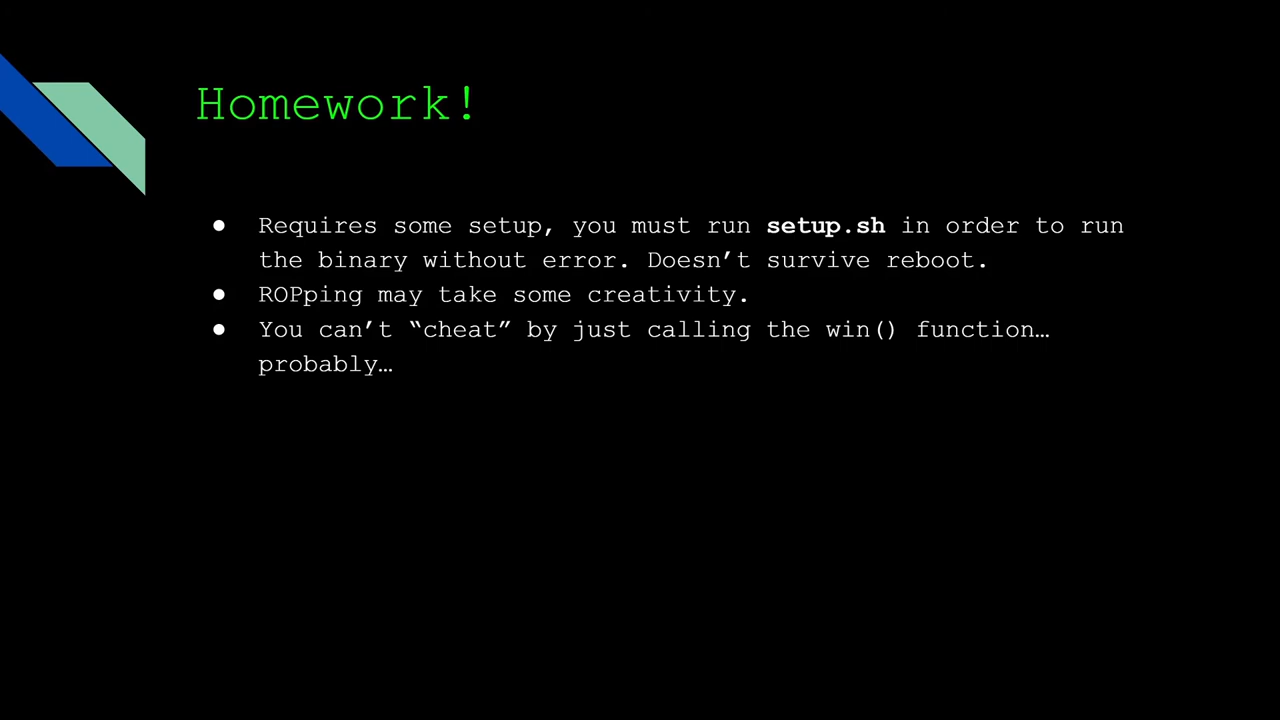 Homework!
● Requires some setup, you must run setup.sh in order to run
the binary without error. Doesn’t survive reboot.
● ROPping may take some creativity.
● You can’t “cheat” by just calling the win() function…
probably…